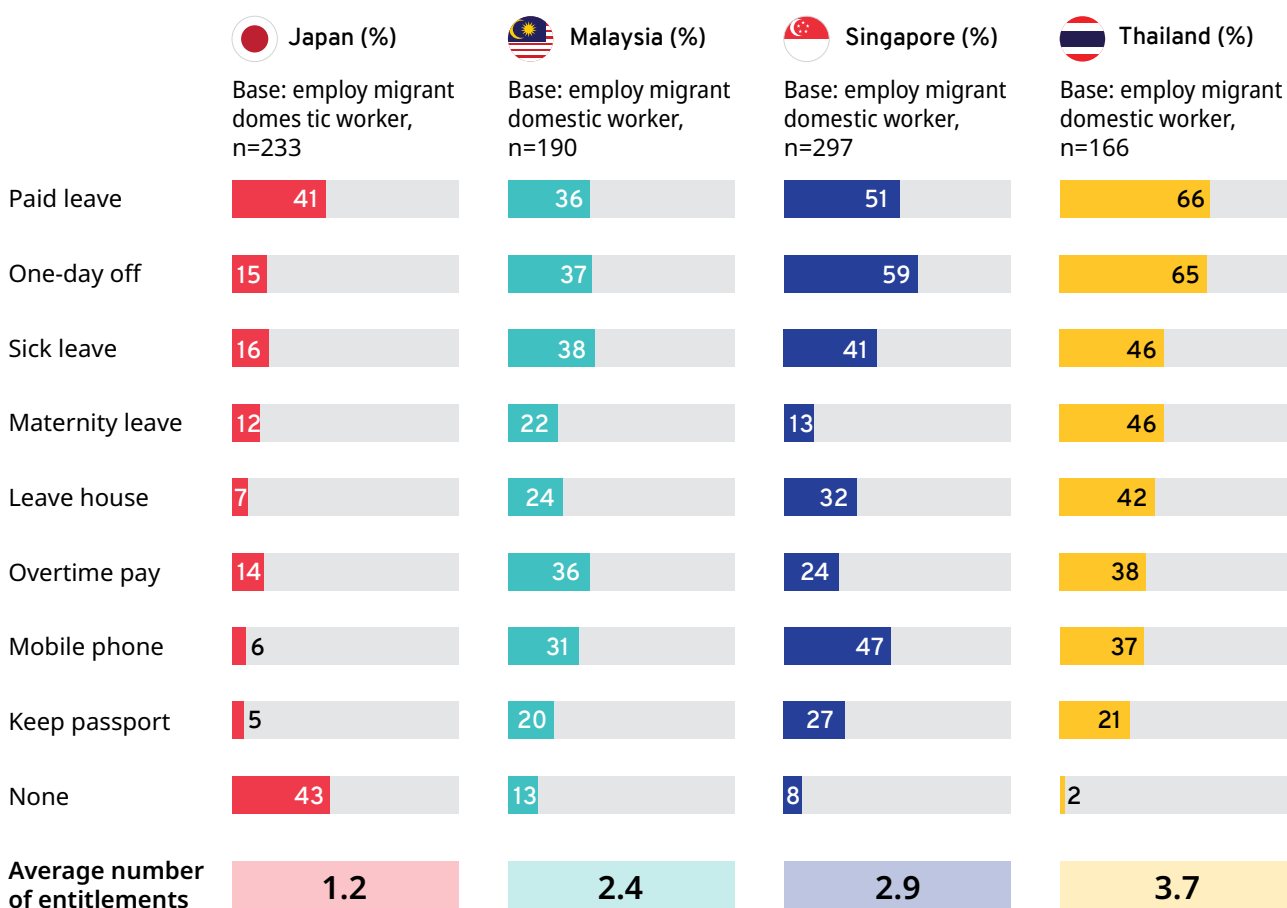 Japan (%) Malaysia (%) Singapore (%) Thailand (%)
Base: employ migrant Base: employ migrant Base: employ migrant Base: employ migrant
domes tic worker, domestic worker, domestic worker, domestic worker,
n=233 n=190 n=297 n=166
Paid leave 41 36 51 66
One-day off 15 37 59 65
Sick leave 16 38 41 46
Maternity leave 12 22 13 46
Leave house 7 24 32 42
Overtime pay 14 36 24 38
Mobile phone 6 31 47 37
Keep passport 5 20 27 21
None 43 13 8 2
Average number
of entitlements 1.2 2.4 2.9 3.7